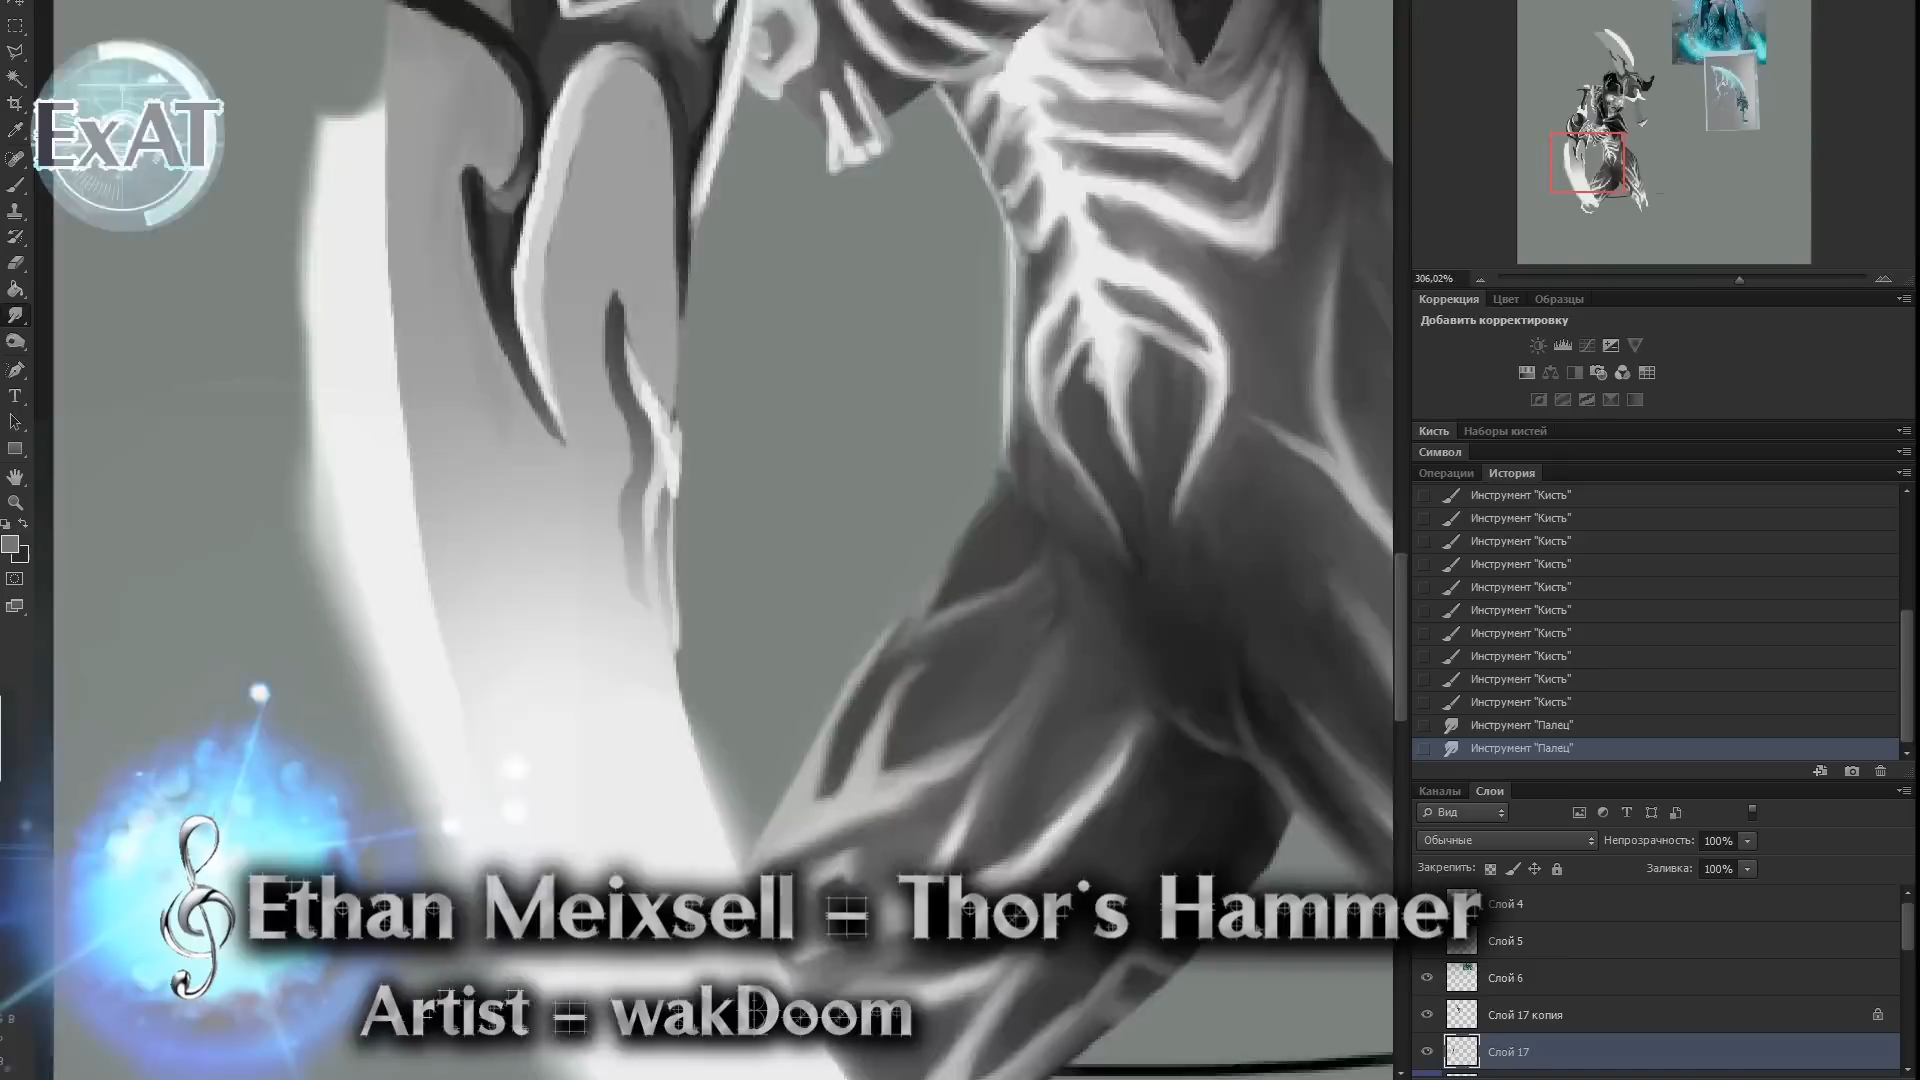 ExAT
306,02%
Коррекция Цвет Образцы
Добавить корректировку
Кисть Наборы кистей
Символ
Операции История
Инструмент "Кисть"
Инструмент "Кисть"
Инструмент "Кисть"
Инструмент "Кисть"
Инструмент "Кисть"
Инструмент "Кисть"
Инструмент "Кисть"
Инструмент "Кисть"
Инструмент "Кисть"
Инструмент "Кисть"
Инструмент "Палец"
Инструмент "Палец"
Каналы Слои
Вид
Обычные Непрозрачность: 100%
Закрепить: Заливка: 100%
Слой 4
Ethan Meixsell - Thor's Hammer
Слой 5
Слой 6
Artist - wakDoom
Слой 17 копия
Слой 17